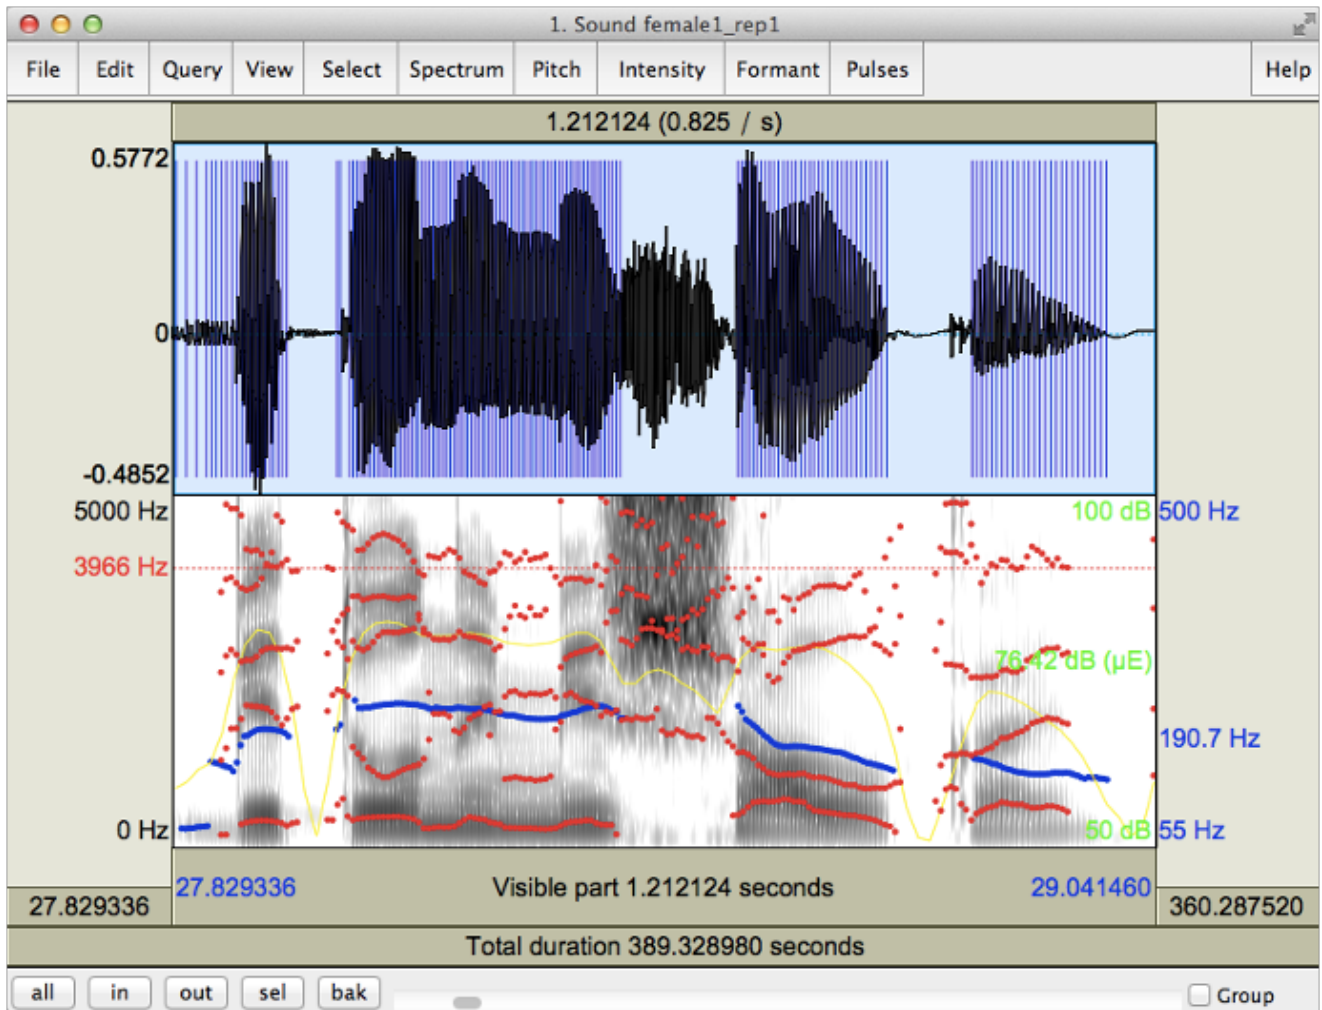 1. Sound female1_rep1
File Edit Query View Select Spectrum Pitch Intensity Formant Pulses Help
1.212124 (0.825 / s)
0.5772
0
-0.4852
5000 Hz 100 dB 500 Hz
3966 Hz
76.42 dB (µE)
190.7 Hz
0 Hz 50 dB 55 Hz
27.829336 Visible part 1.212124 seconds 29.041460
27.829336 360.287520
Total duration 389.328980 seconds
all in out sel bak Group